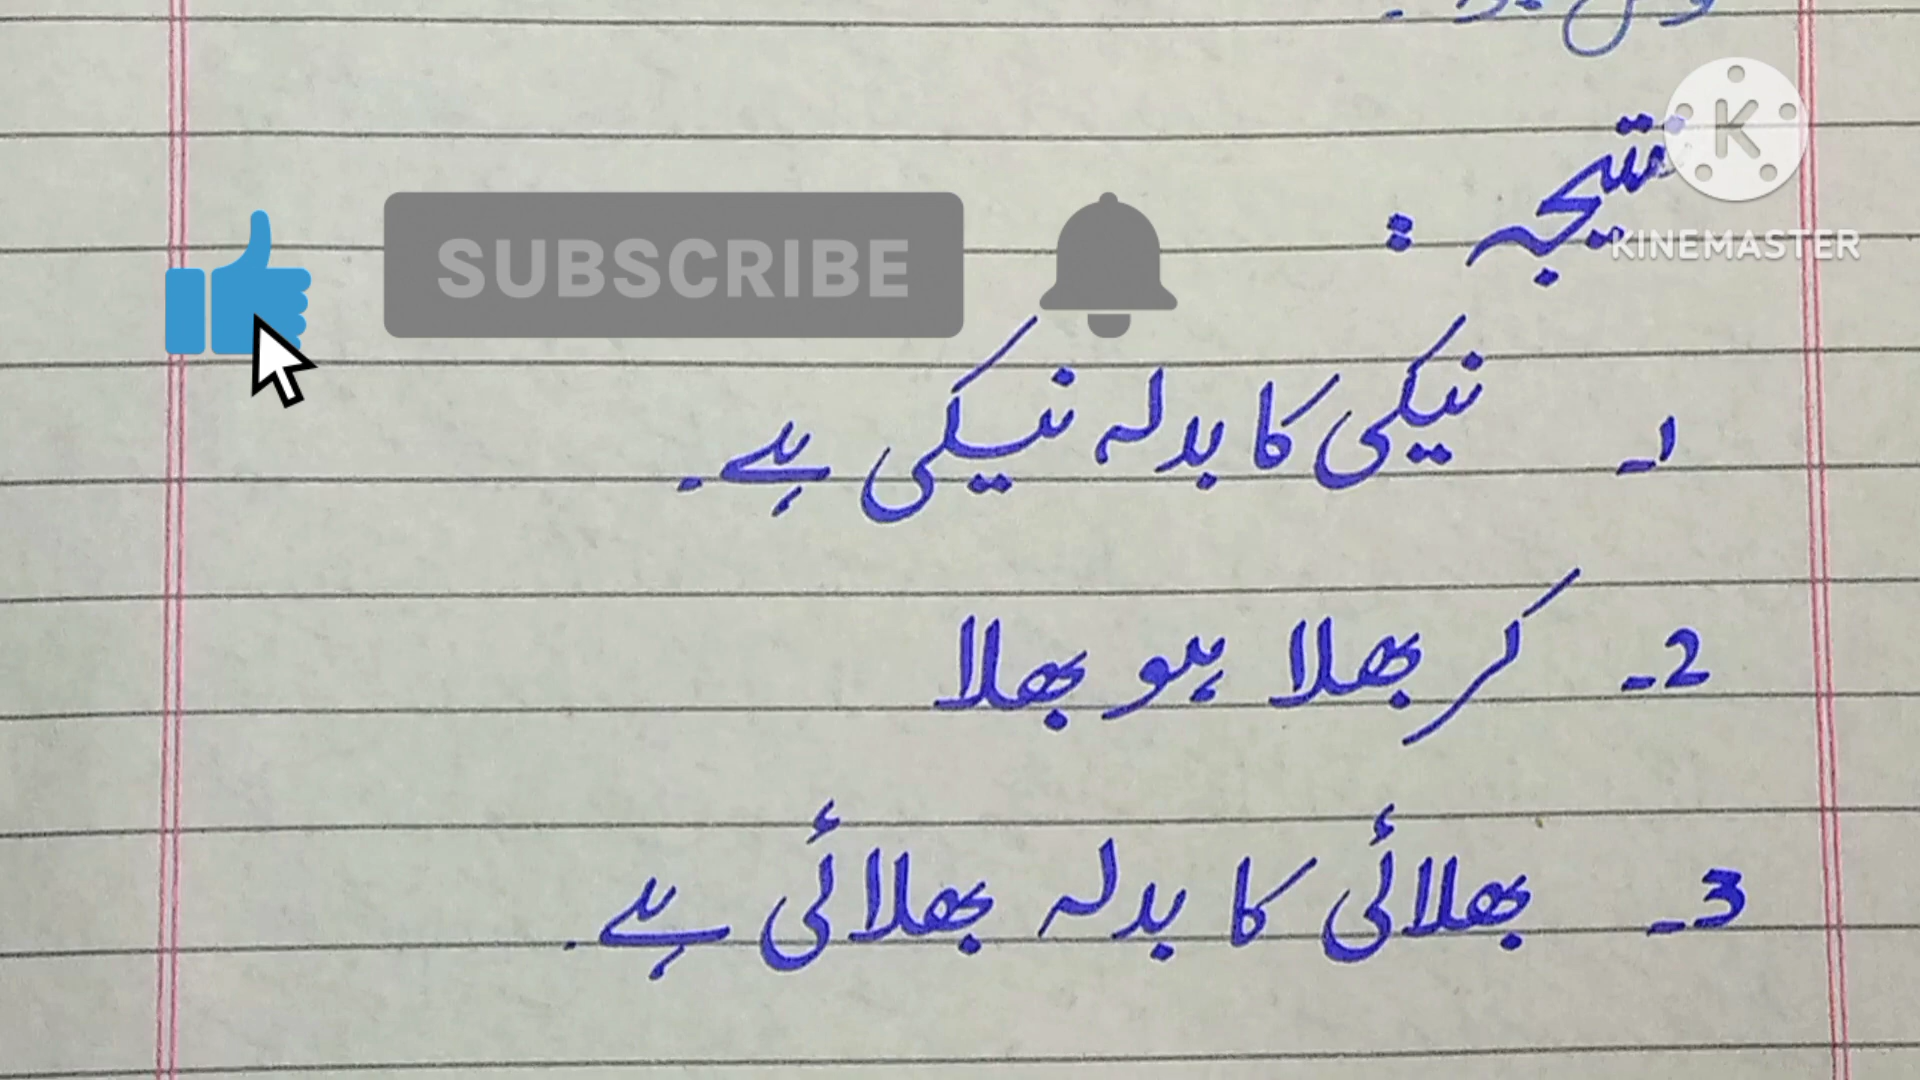 نتیجہ :
KINEMASTER
SUBSCRIBE
1۔ نیکی کا بدلہ نیکی ہے۔
2۔ کر بھلا ہو بھلا
3۔ بھلائی کا بدلہ بھلائی ہے۔